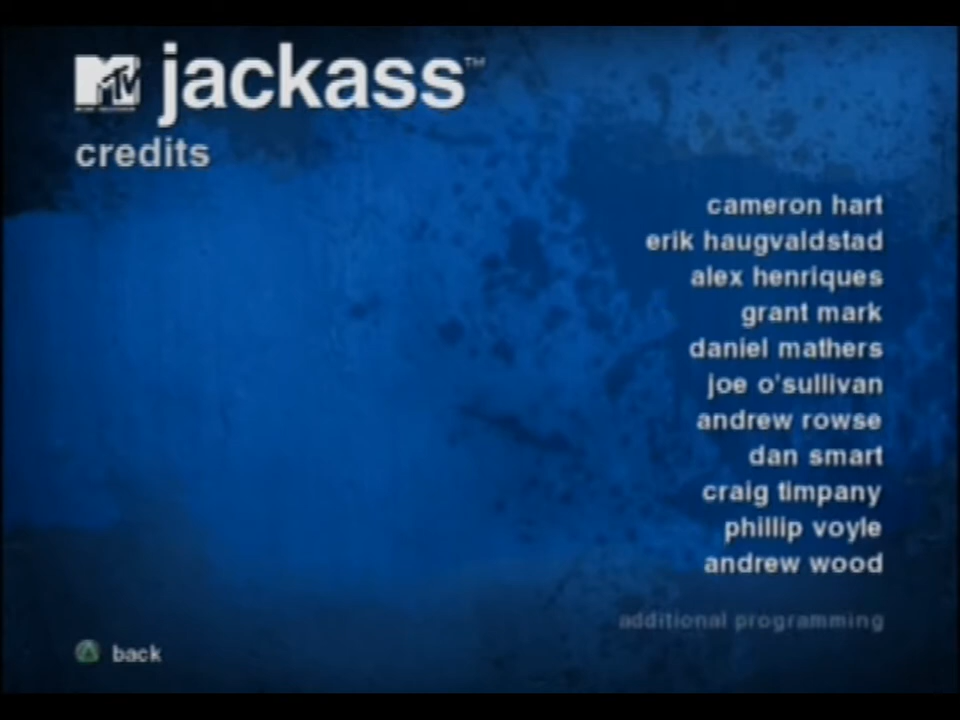 MTV jackass™
credits
cameron hart
erik haugvaldstad
alex henriques
grant mark
daniel mathers
joe o'sullivan
andrew rowse
dan smart
craig timpany
phillip voyle
andrew wood
additional programming
back